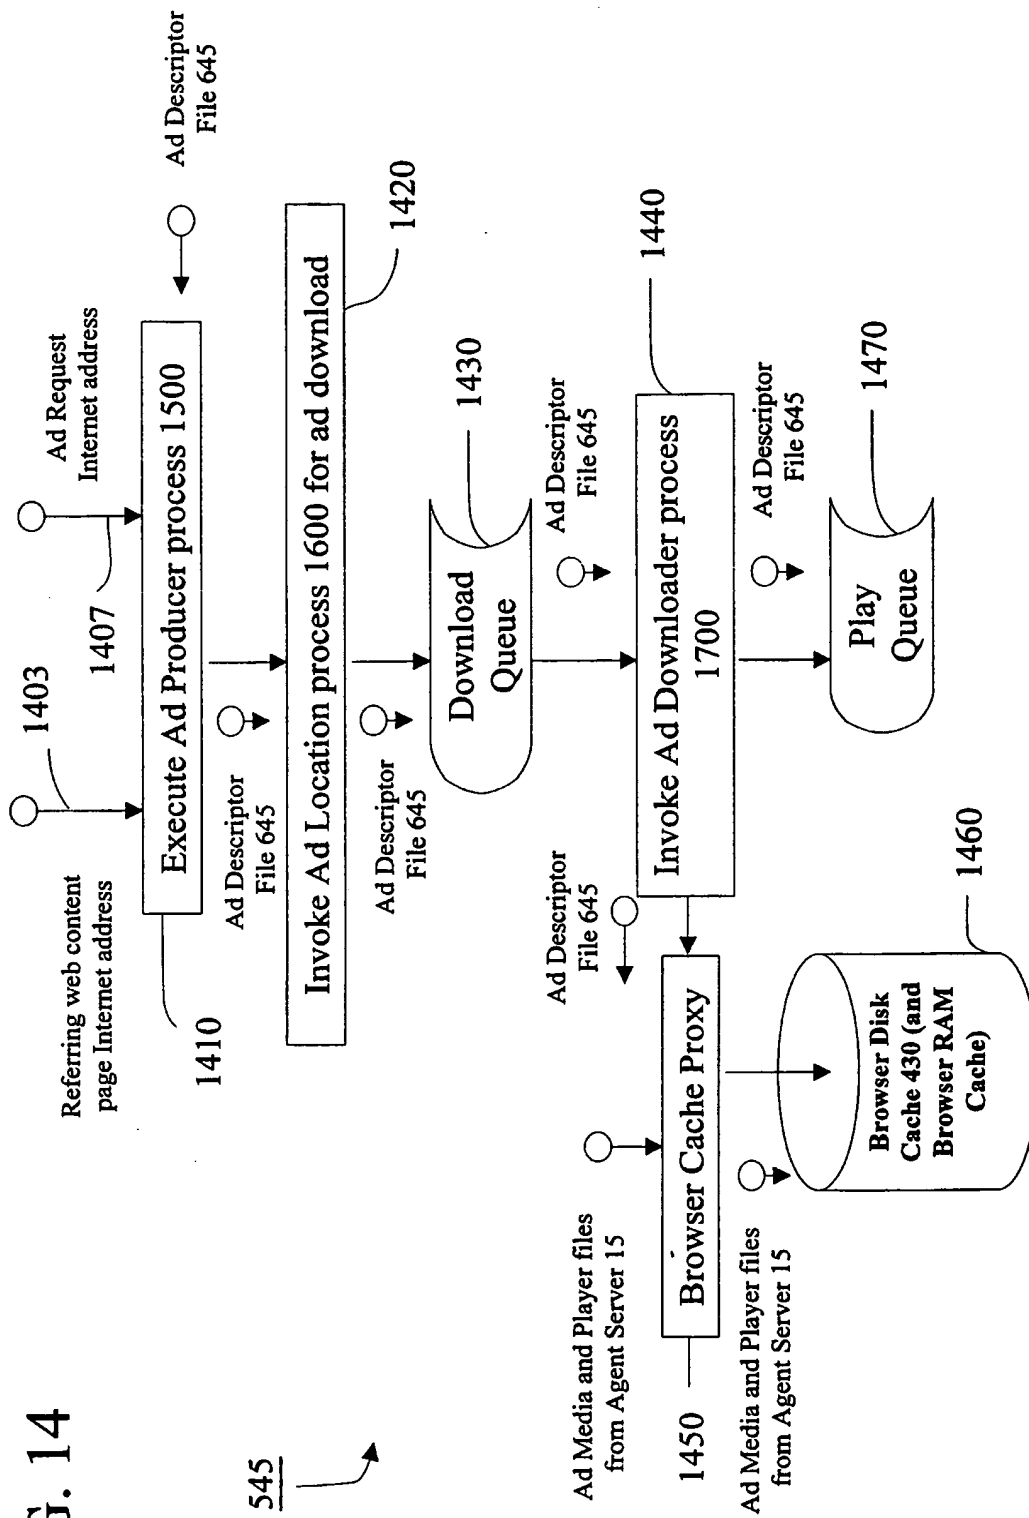 G. 14
545
Referring web content
page Internet address
1403
1407
Ad Request
Internet address
Ad Descriptor
File 645
Execute Ad Producer process 1500
1410
Ad Descriptor
File 645
Invoke Ad Location process 1600 for ad download
1420
Ad Descriptor
File 645
Download
Queue
1430
Ad Descriptor
File 645
Ad Descriptor
File 645
Invoke Ad Downloader process
1700
1440
Ad Media and Player files
from Agent Server 15
Browser Cache Proxy
1450
Ad Descriptor
File 645
Play
Queue
1470
Ad Media and Player files
from Agent Server 15
Browser Disk
Cache 430 (and
Browser RAM
Cache)
1460